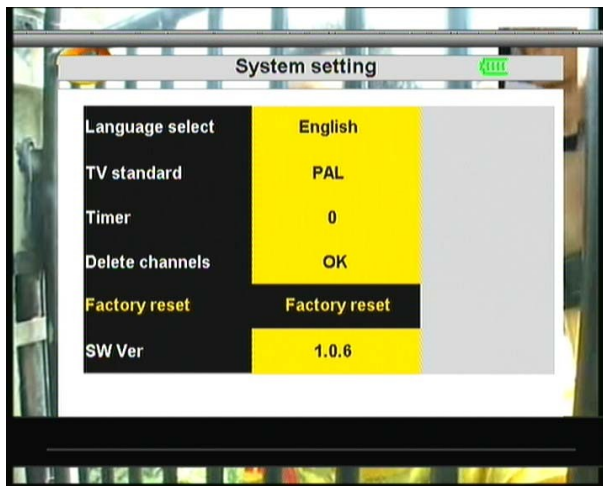 System setting
Language select English
TV standard PAL
Timer 0
Delete channels OK
Factory reset Factory reset
SW Ver 1.0.6